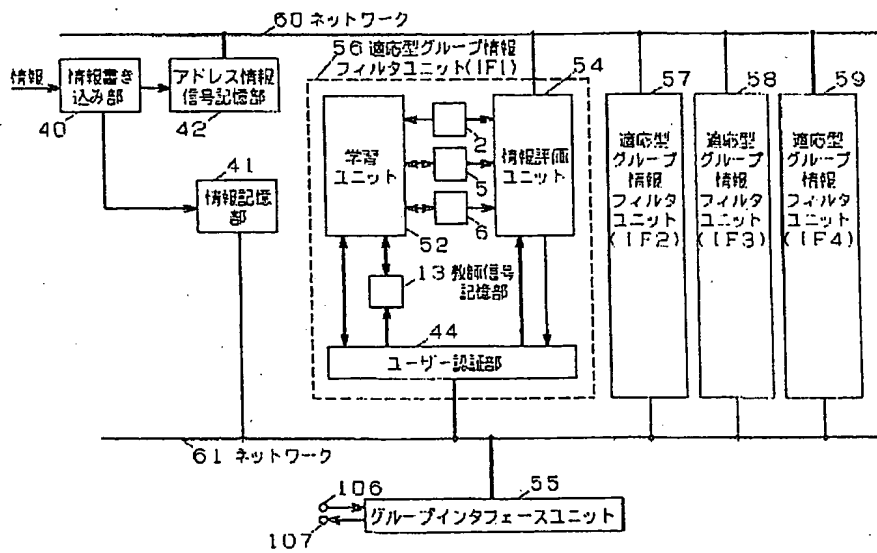 60 ネットワーク
56 適応型グループ情報
フィルタユニット(IF1)
54
57
58
59
情報
情報書き
込み部
40
アドレス情報
信号記憶部
42
41
情報記憶
部
学習
ユニット
52
2
5
6
情報評価
ユニット
13 教師信号
記憶部
44
ユーザー認証部
適応型
グループ
情報
フィルタ
ユニット
(IF2)
適応型
グループ
情報
フィルタ
ユニット
(IF3)
適応型
グループ
情報
フィルタ
ユニット
(IF4)
61 ネットワーク
106
107
55
グループインタフェースユニット